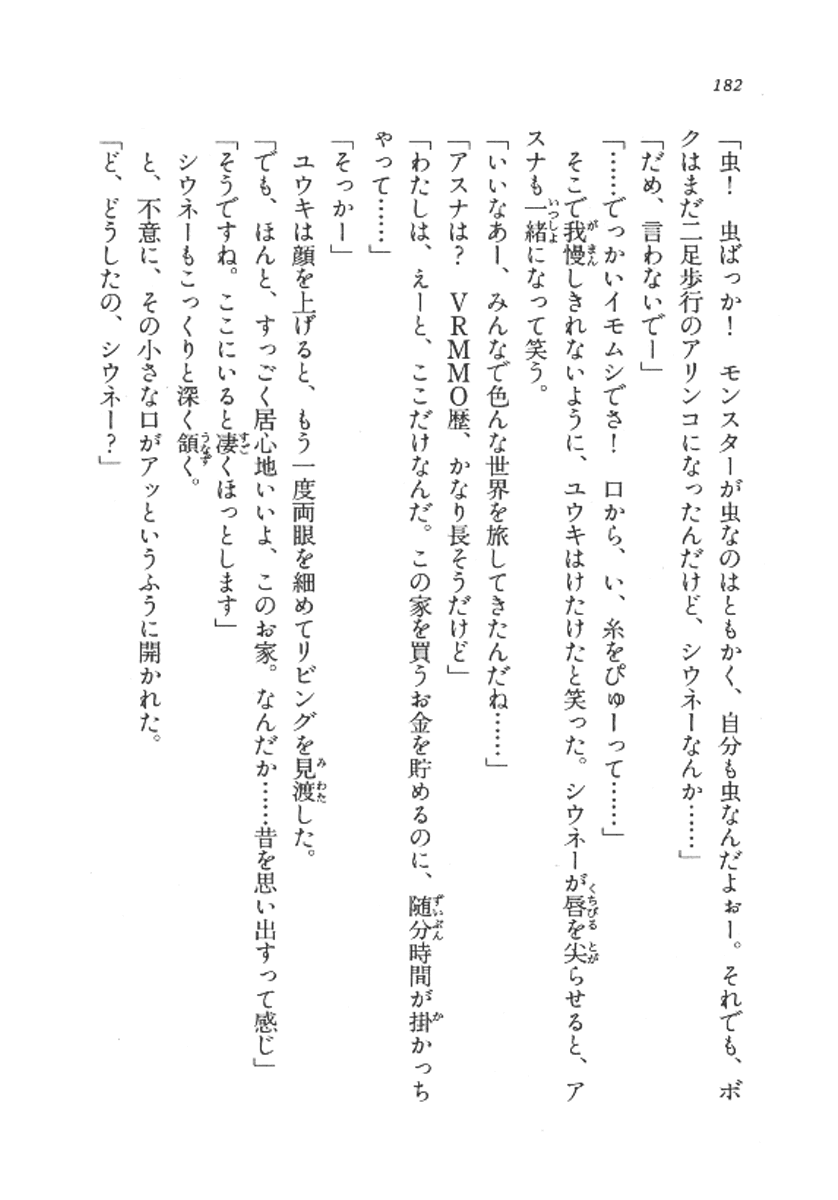 182
「虫！　虫ばっか！　モンスターが虫なのはともかく、自分も虫なんだよぉー。それでも、ボ
クはまだ二足歩行のアリンコになったんだけど、シウネーなんか……」
「だめ、言わないでー」
「……でっかいイモムシでさ！　口から、い、糸をぴゅーって……」
　そこで我慢しきれないように、ユウキはけたけたと笑った。シウネーが唇を尖らせると、ア
スナも一緒になって笑う。
「いいなあー、みんなで色んな世界を旅してきたんだね……」
「アスナは？　ＶＲＭＭＯ歴、かなり長そうだけど」
「わたしは、えーと、ここだけなんだ。この家を買うお金を貯めるのに、随分時間が掛かっち
ゃって……」
「そっかー」
　ユウキは顔を上げると、もう一度両眼を細めてリビングを見渡した。
「でも、ほんと、すっごく居心地いいよ、このお家。なんだか……昔を思い出すって感じ」
「そうですね。ここにいると凄くほっとします」
　シウネーもこっくりと深く頷く。
　と、不意に、その小さな口がアッというふうに開かれた。
「ど、どうしたの、シウネー？」